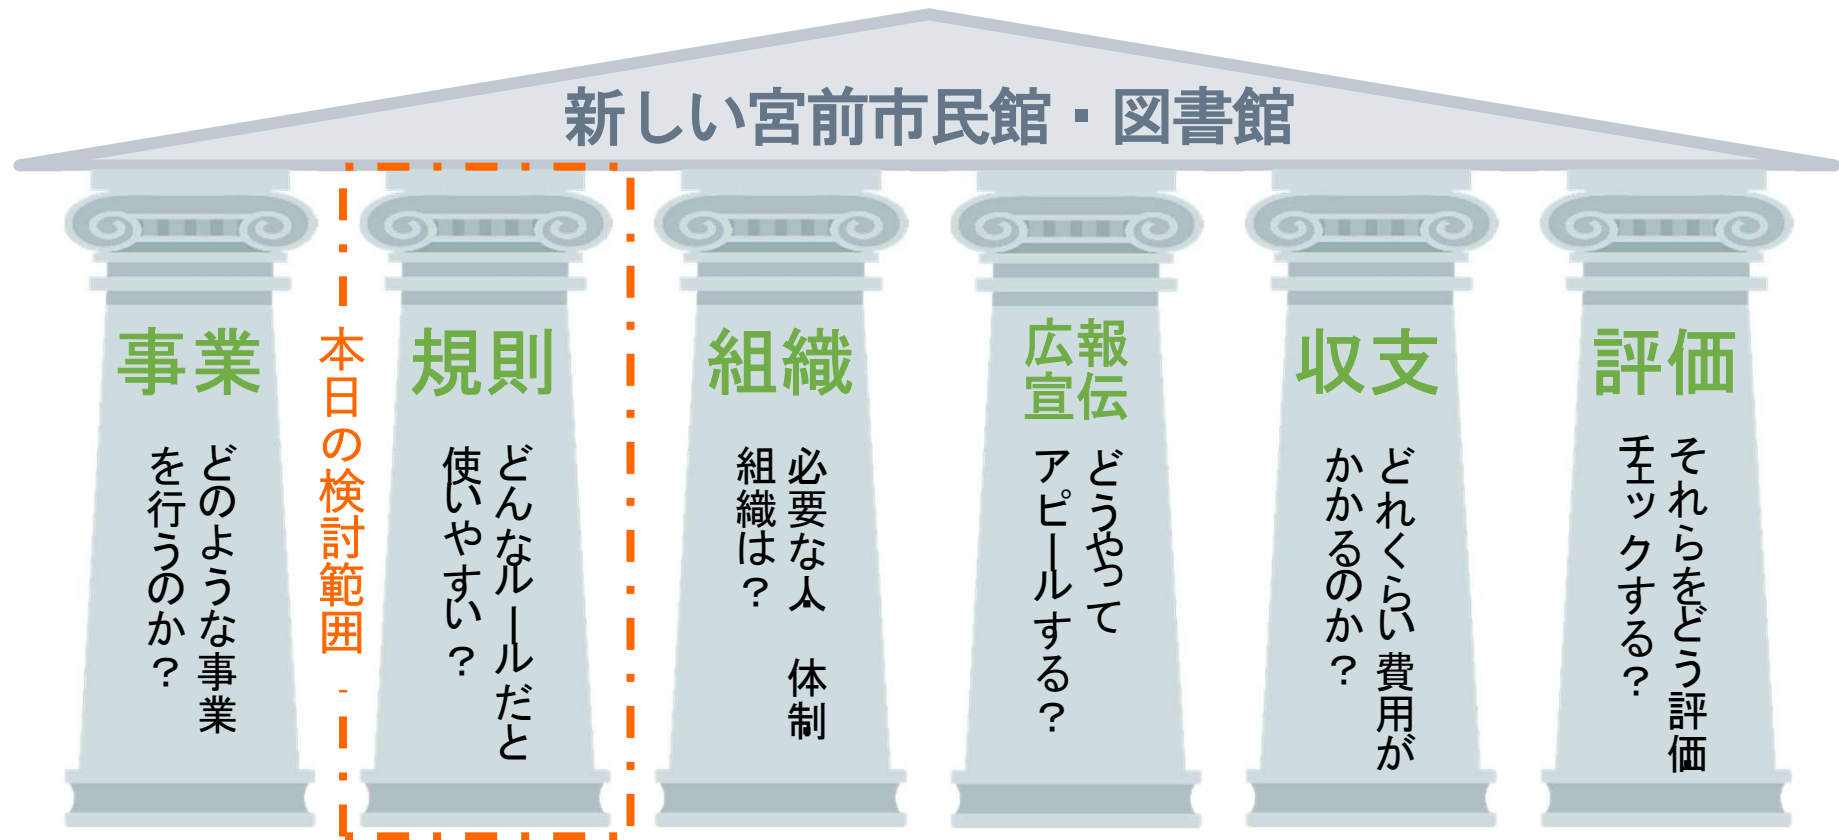 新しい宮前市民館・図書館
事業
どのような事業
を行うのか？
本日の検討範囲
規則
どんなルールだと
使いやすい？
組織
必要な人　体制
組織は？
広報
宣伝
どうやって
アピールする？
収支
どれくらい費用が
かかるのか？
評価
それらをどう評価
チェックする？